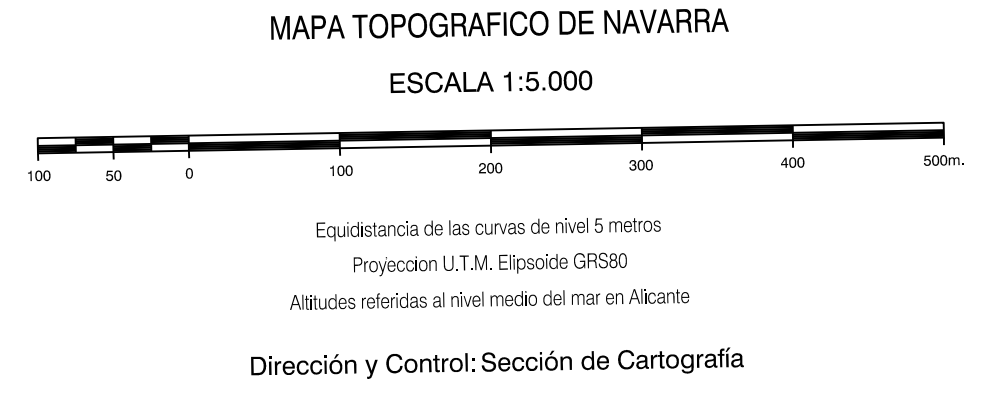 MAPA TOPOGRAFICO DE NAVARRA
ESCALA 1:5.000
100 50 0 100 200 300 400 500m.
Equidistancia de las curvas de nivel 5 metros
Proyeccion U.T.M. Elipsoide GRS80
Altitudes referidas al nivel medio del mar en Alicante
Dirección y Control: Sección de Cartografía